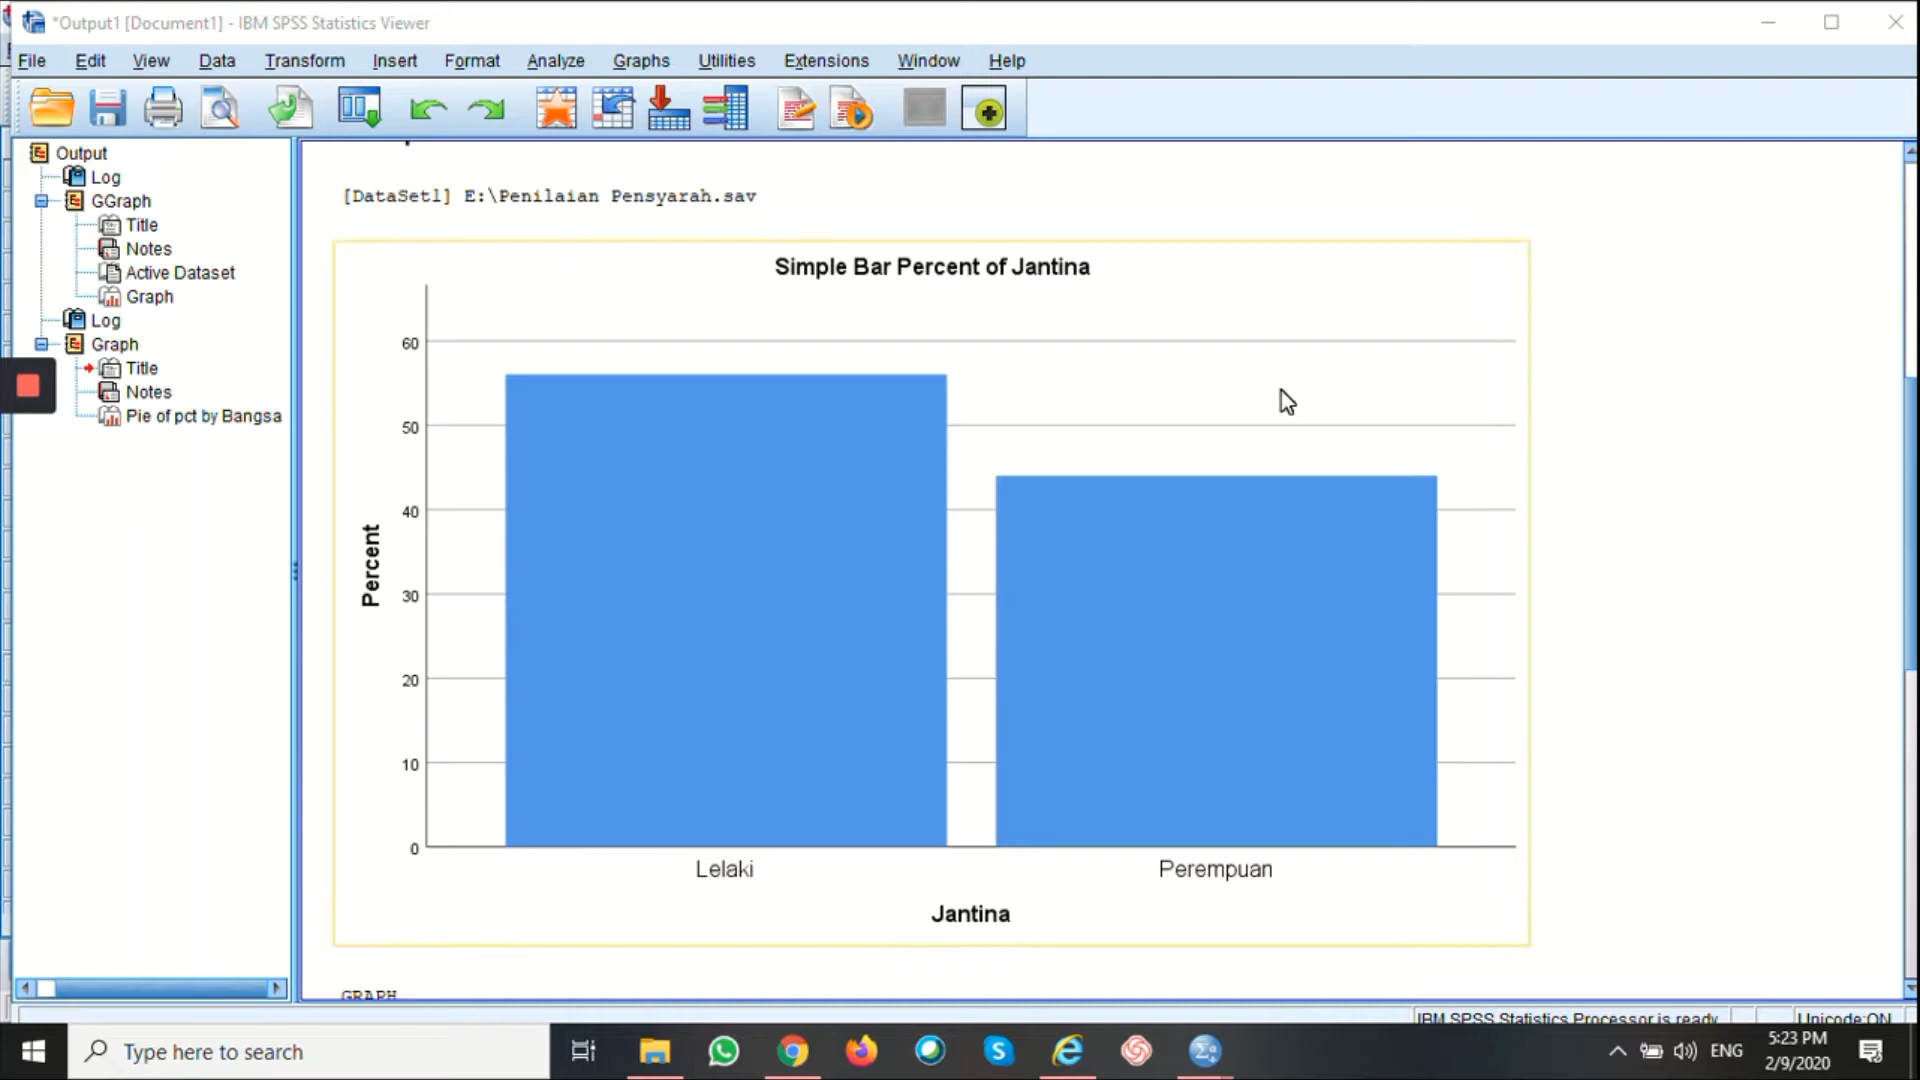 *Output1 [Document1] - IBM SPSS Statistics Viewer
File Edit View Data Transform Insert Format Analyze Graphs Utilities Extensions Window Help
Output
Log
GGraph
Title
Notes
Active Dataset
Graph
Log
Graph
Title
Notes
Pie of pct by Bangsa
[DataSet1] E:\Penilaian Pensyarah.sav
Simple Bar Percent of Jantina
60
50
40
30
20
10
0
Percent
Lelaki Perempuan
Jantina
GRAPH
IBM SPSS Statistics Processor is ready Unicode:ON
Type here to search
ENG
5:23 PM
2/9/2020